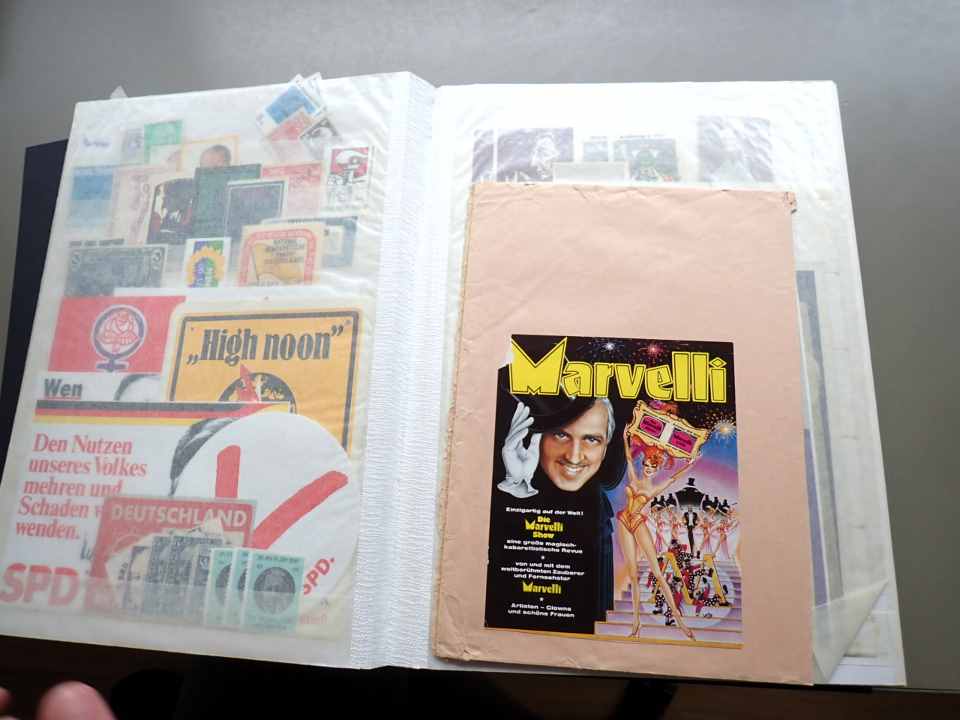 „High noon”
Wen
Den Nutzen
unseres Volkes
mehren und
Schaden
wenden.
DEUTSCHLAND
SPD
SPD.
Marvelli
Einzigartig auf der Welt!
Die
Marvelli
Show
eine große magisch-
kabarettistische Revue
★
von und mit dem
weltberühmten Zauberer
und Fernsehstar
Marvelli
★
Artisten – Clowns
und schöne Frauen